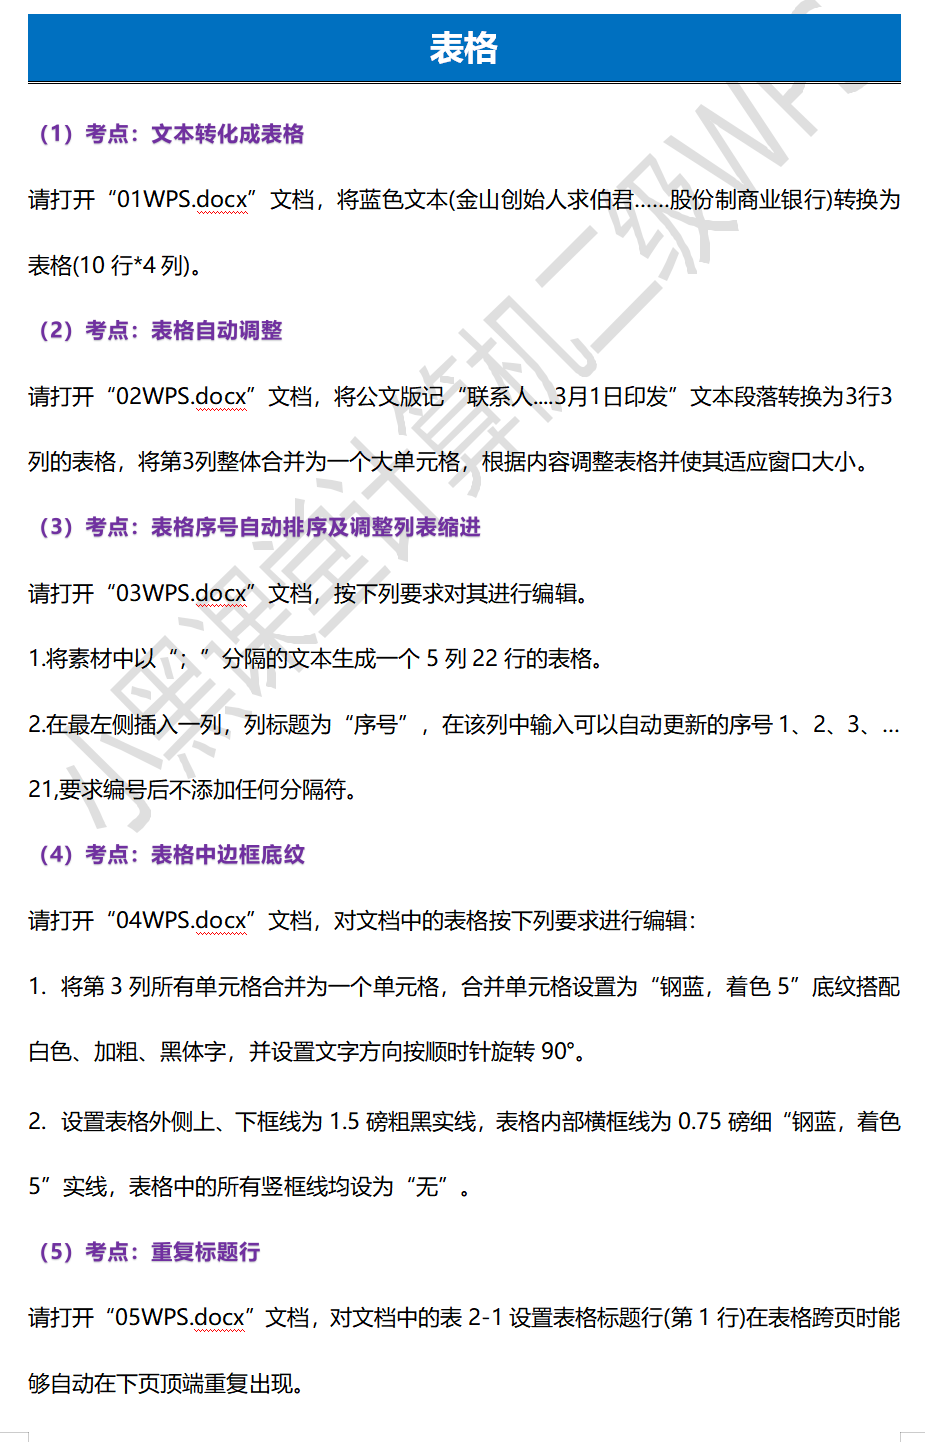 表格
（1）考点：文本转化成表格
请打开“01WPS.docx”文档，将蓝色文本(金山创始人求伯君……股份制商业银行)转换为
表格(10 行*4 列)。
（2）考点：表格自动调整
请打开“02WPS.docx”文档，将公文版记“联系人....3月1日印发”文本段落转换为3行3
列的表格，将第3列整体合并为一个大单元格，根据内容调整表格并使其适应窗口大小。
（3）考点：表格序号自动排序及调整列表缩进
请打开“03WPS.docx”文档，按下列要求对其进行编辑。
1.将素材中以“；”分隔的文本生成一个 5 列 22 行的表格。
2.在最左侧插入一列，列标题为“序号”，在该列中输入可以自动更新的序号 1、2、3、…
21,要求编号后不添加任何分隔符。
（4）考点：表格中边框底纹
请打开“04WPS.docx”文档，对文档中的表格按下列要求进行编辑：
1. 将第 3 列所有单元格合并为一个单元格，合并单元格设置为“钢蓝，着色 5”底纹搭配
白色、加粗、黑体字，并设置文字方向按顺时针旋转 90°。
2. 设置表格外侧上、下框线为 1.5 磅粗黑实线，表格内部横框线为 0.75 磅细“钢蓝，着色
5”实线，表格中的所有竖框线均设为“无”。
（5）考点：重复标题行
请打开“05WPS.docx”文档，对文档中的表 2-1 设置表格标题行(第 1 行)在表格跨页时能
够自动在下页顶端重复出现。
小黑课堂计算机二级WPS